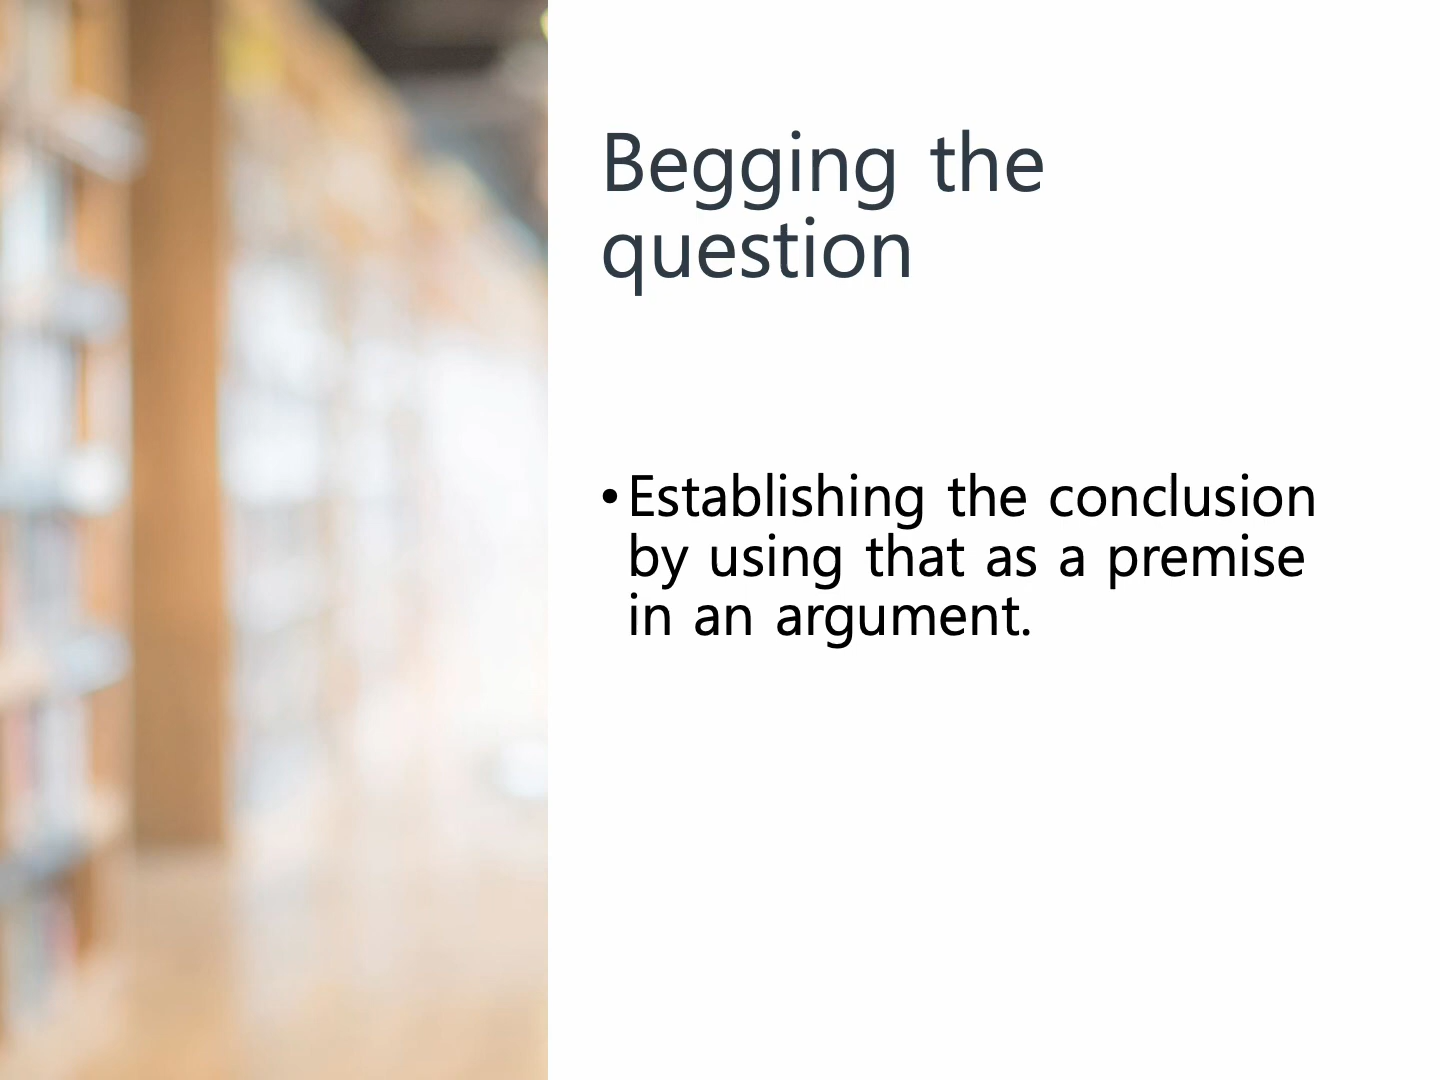 Begging the
question
• Establishing the conclusion
by using that as a premise
in an argument.